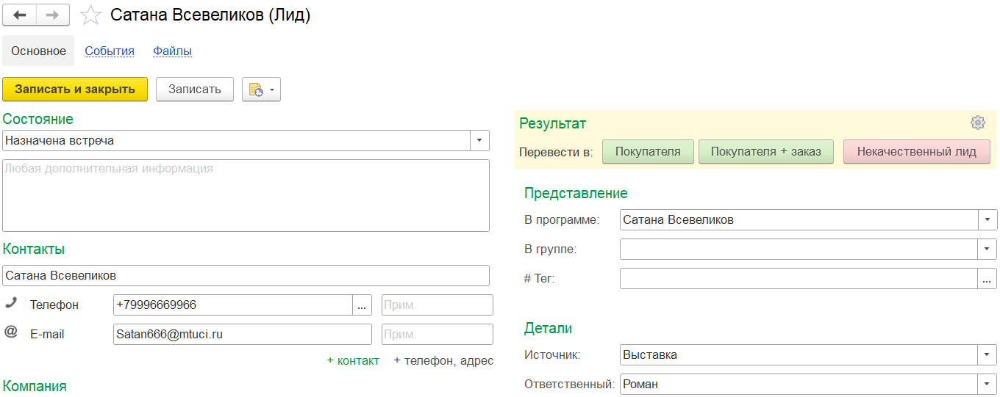 Сатана Всевеликов (Лид)
Основное События Файлы
Записать и закрыть Записать
Состояние
Назначена встреча
Любая дополнительная информация
Контакты
Сатана Всевеликов
Телефон +79996669966 ... Прим.
@ E-mail Satan666@mtuci.ru Прим.
+ контакт + телефон, адрес
Компания
Результат
Перевести в: Покупателя Покупателя + заказ Некачественный лид
Представление
В программе: Сатана Всевеликов
В группе:
# Тег: ...
Детали
Источник: Выставка
Ответственный: Роман